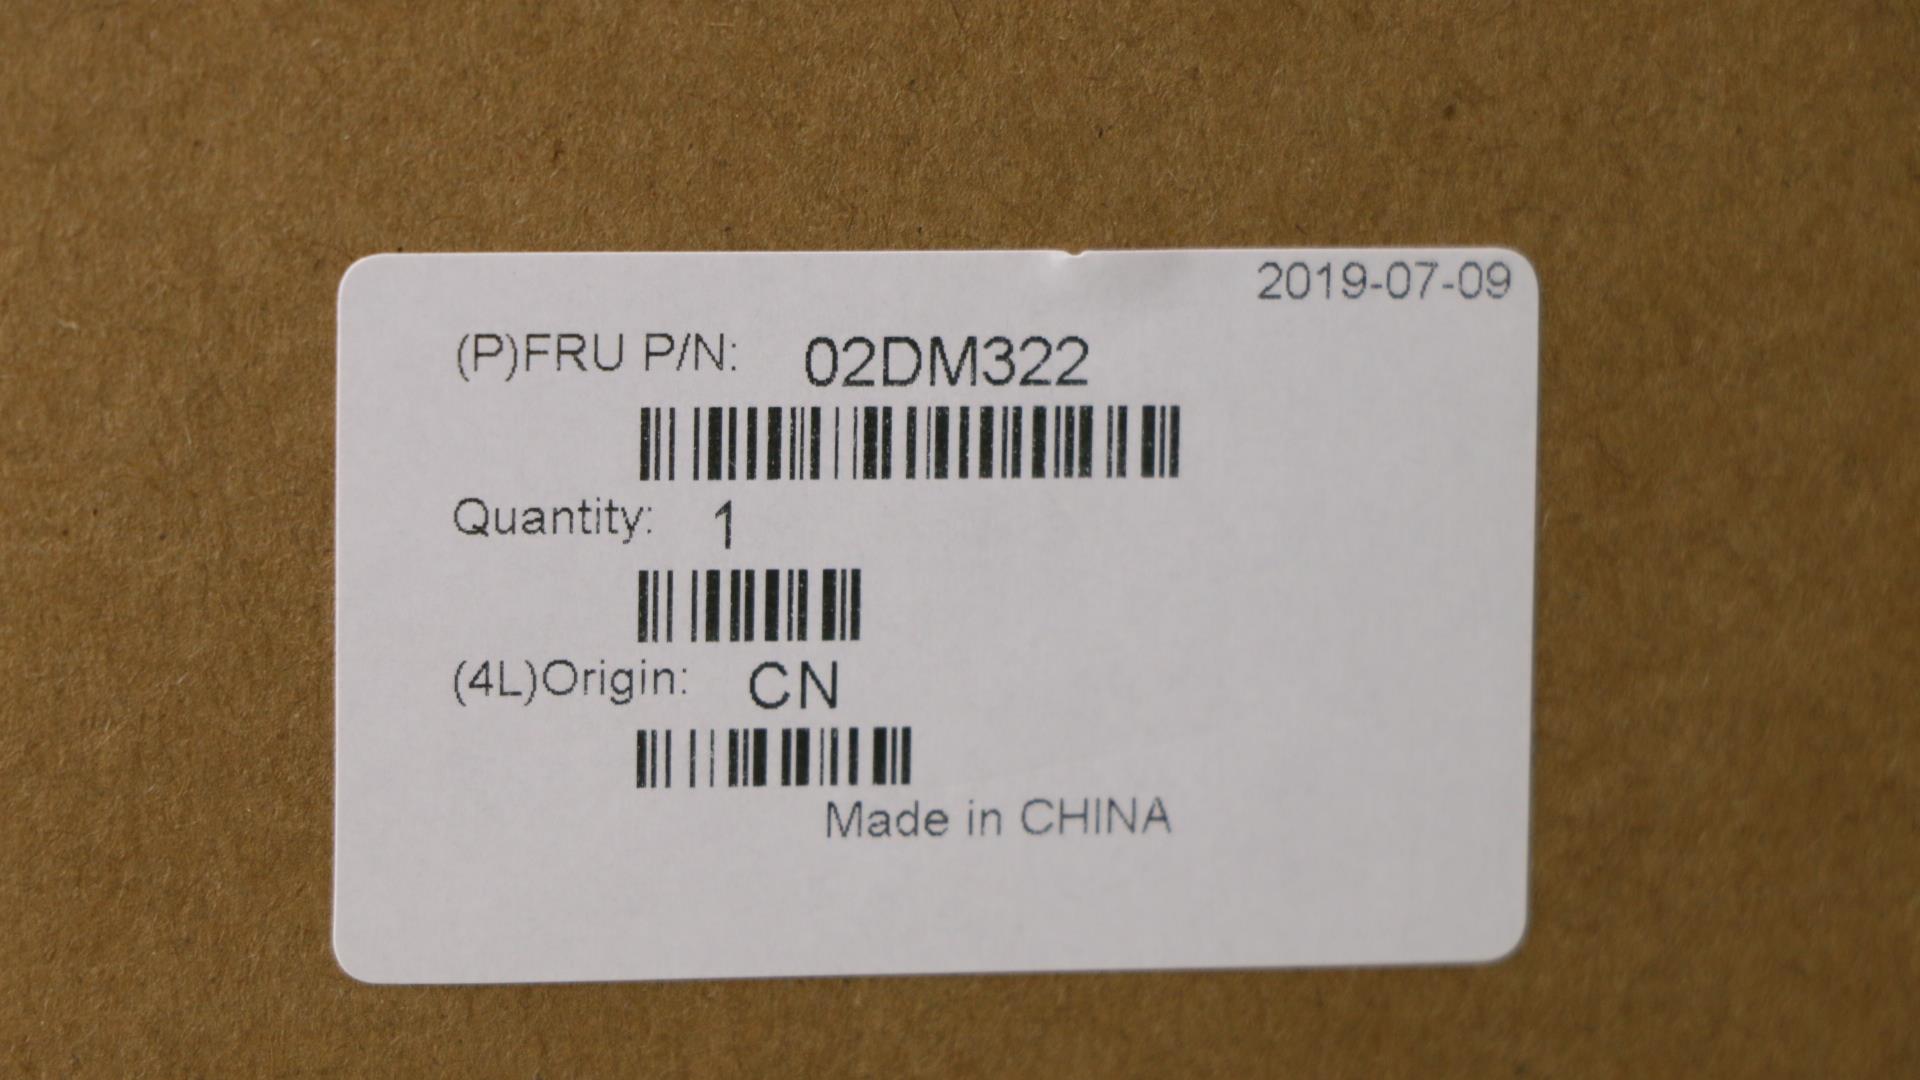 2019-07-09
(P)FRU P/N: 02DM322
Quantity: 1
(4L)Origin: CN
Made in CHINA